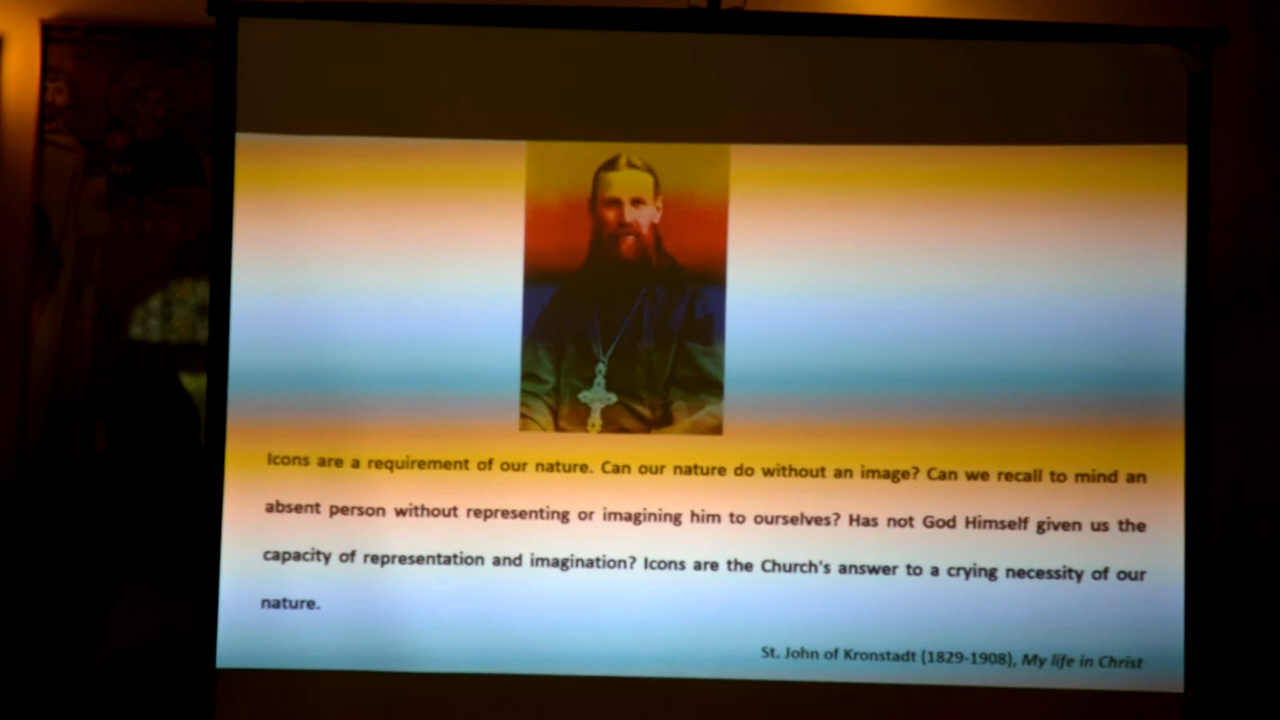 Icons are a requirement of our nature. Can our nature do without an image? Can we recall to mind an
absent person without representing or imagining him to ourselves? Has not God Himself given us the
capacity of representation and imagination? Icons are the Church's answer to a crying necessity of our
nature.
St. John of Kronstadt (1829-1908), My life in Christ